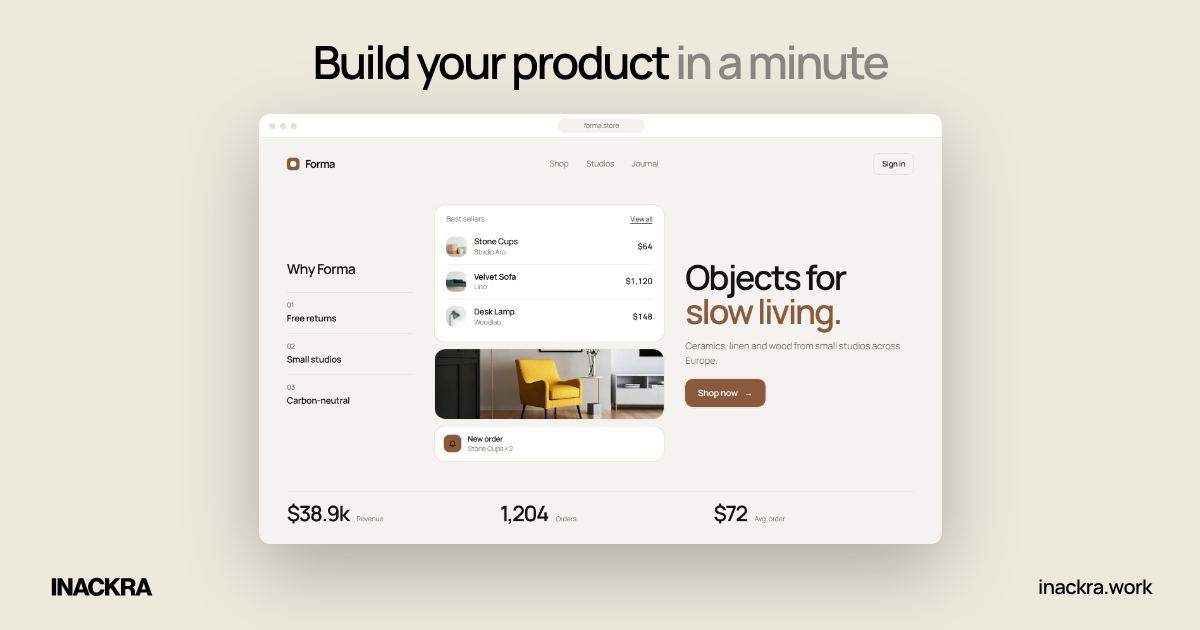 Build your product in a minute
forma.store
Forma
Shop Studios Journal
Sign in
Why Forma
01
Free returns
02
Small studios
03
Carbon-neutral
Best sellers
View all
Stone Cups
Studio Aro
$64
Velvet Sofa
Lino
$1,120
Desk Lamp
Woodlab
$148
New order
Stone Cups × 2
Objects for
slow living.
Ceramics, linen and wood from small studios across
Europe.
Shop now →
$38.9k Revenue
1,204 Orders
$72 Avg. order
INACKRA
inackra.work